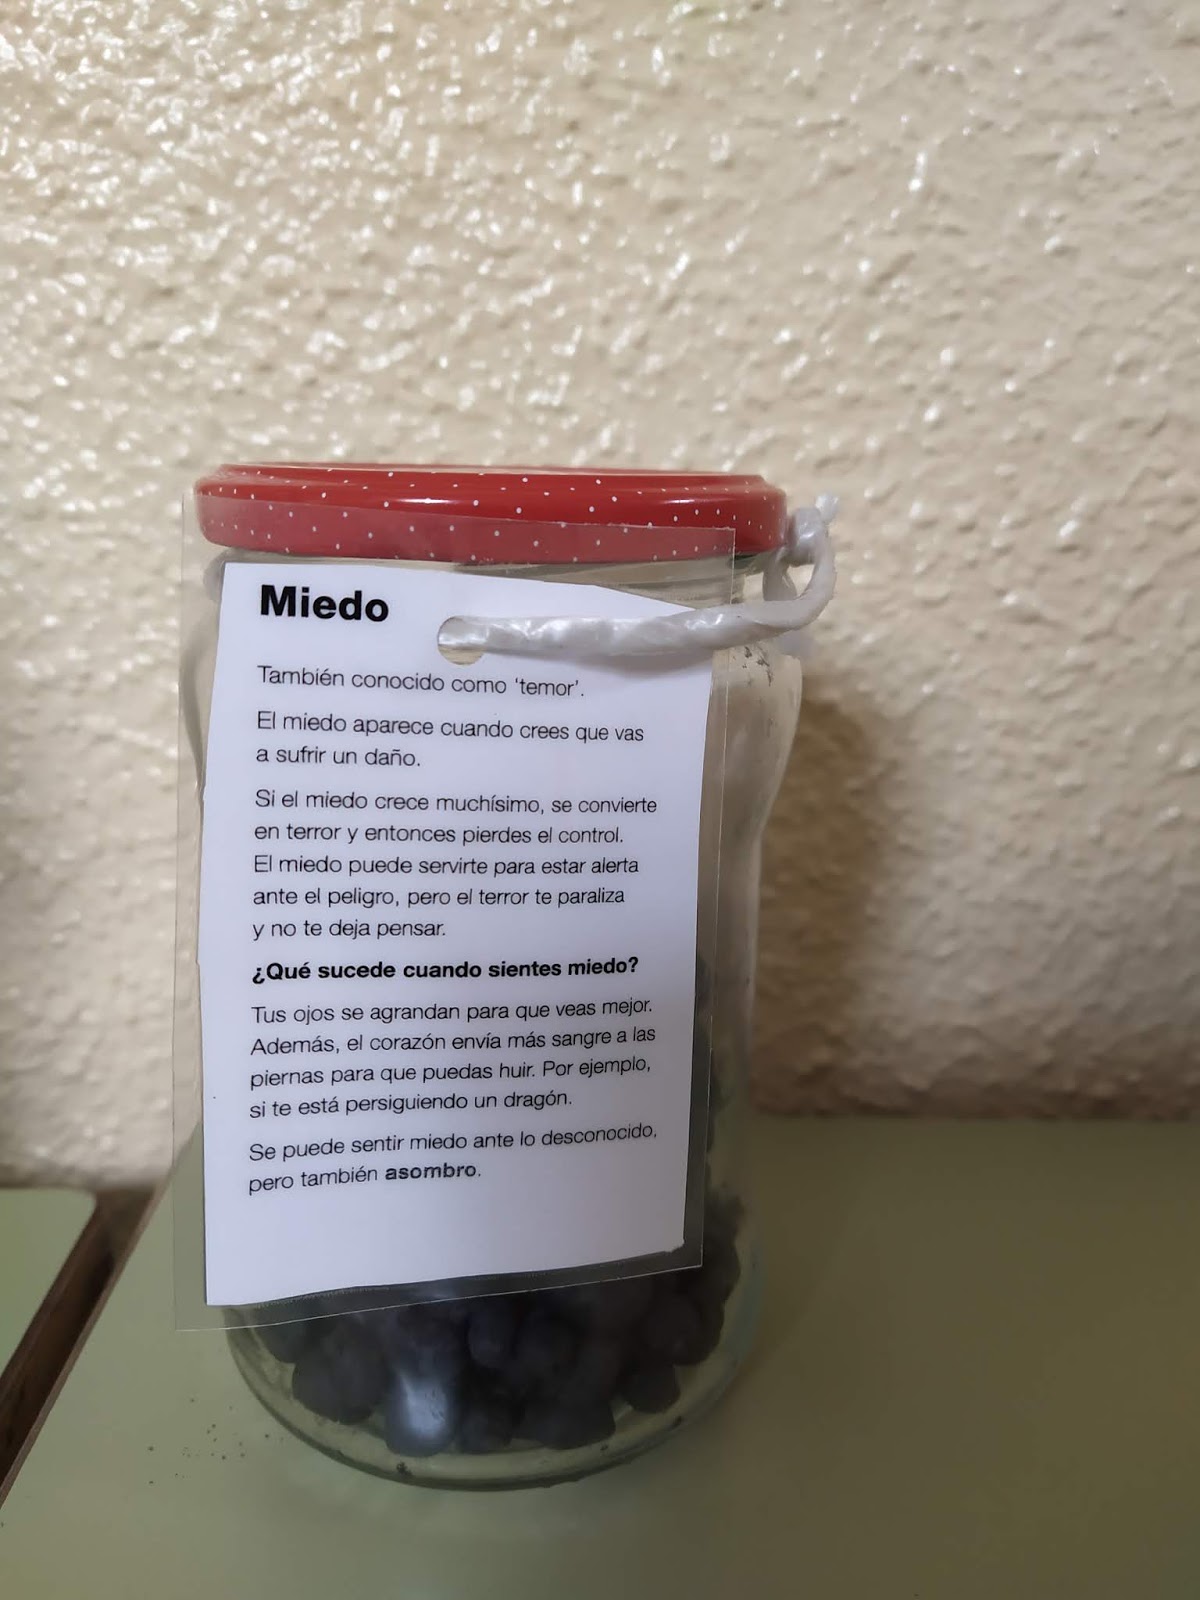 Miedo
También conocido como 'temor'.
El miedo aparece cuando crees que vas
a sufrir un daño.
Si el miedo crece muchísimo, se convierte
en terror y entonces pierdes el control.
El miedo puede servirte para estar alerta
ante el peligro, pero el terror te paraliza
y no te deja pensar.
¿Qué sucede cuando sientes miedo?
Tus ojos se agrandan para que veas mejor.
Además, el corazón envía más sangre a las
piernas para que puedas huir. Por ejemplo,
si te está persiguiendo un dragón.
Se puede sentir miedo ante lo desconocido,
pero también asombro.